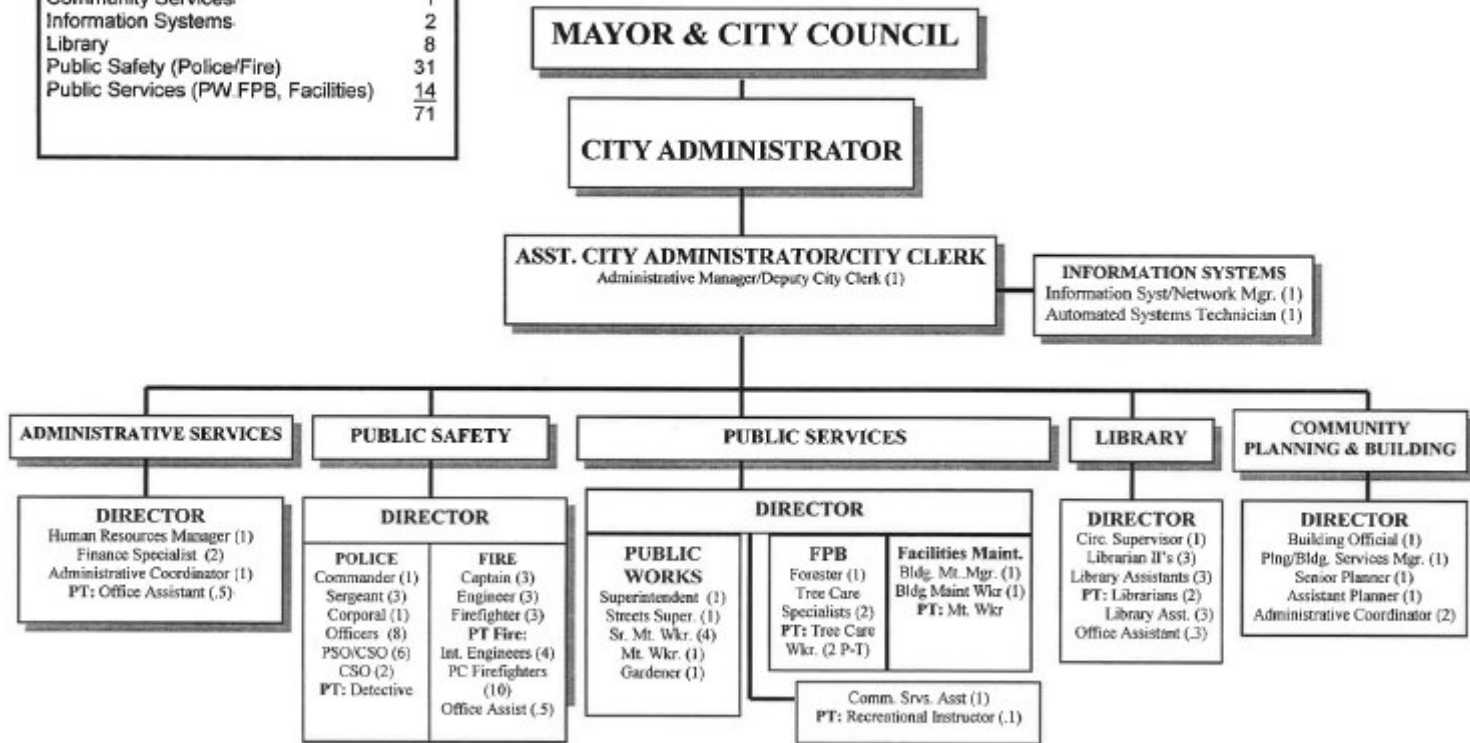 Community Services 1
Information Systems 2
Library 8
Public Safety (Police/Fire) 31
Public Services (PW.FPB, Facilities) 14
71
MAYOR & CITY COUNCIL
CITY ADMINISTRATOR
ASST. CITY ADMINISTRATOR/CITY CLERK
Administrative Manager/Deputy City Clerk (1)
INFORMATION SYSTEMS
Information Syst/Network Mgr. (1)
Automated Systems Technician (1)
ADMINISTRATIVE SERVICES
DIRECTOR
Human Resources Manager (1)
Finance Specialist (2)
Administrative Coordinator (1)
PT: Office Assistant (.5)
PUBLIC SAFETY
DIRECTOR
POLICE
Commander (1)
Sergeant (3)
Corporal (1)
Officers (8)
PSO/CSO (6)
CSO (2)
PT: Detective
FIRE
Captain (3)
Engineer (3)
Firefighter (3)
PT Fire:
Int. Engineers (4)
PC Firefighters
(10)
Office Assist (.5)
PUBLIC SERVICES
DIRECTOR
PUBLIC
WORKS
Superintendent (1)
Streets Super. (1)
Sr. Mt. Wkr. (4)
Mt. Wkr. (1)
Gardener (1)
FPB
Forester (1)
Tree Care
Specialists (2)
PT: Tree Care
Wkr. (2 P-T)
Facilities Maint.
Bldg. Mt..Mgr. (1)
Bldg Maint Wkr (1)
PT: Mt. Wkr
Comm. Srvs. Asst (1)
PT: Recreational Instructor (.1)
LIBRARY
DIRECTOR
Circ. Supervisor (1)
Librarian II's (3)
Library Assistants (3)
PT: Librarians (2)
Library Asst. (3)
Office Assistant (.3)
COMMUNITY
PLANNING & BUILDING
DIRECTOR
Building Official (1)
Plng/Bldg. Services Mgr. (1)
Senior Planner (1)
Assistant Planner (1)
Administrative Coordinator (2)